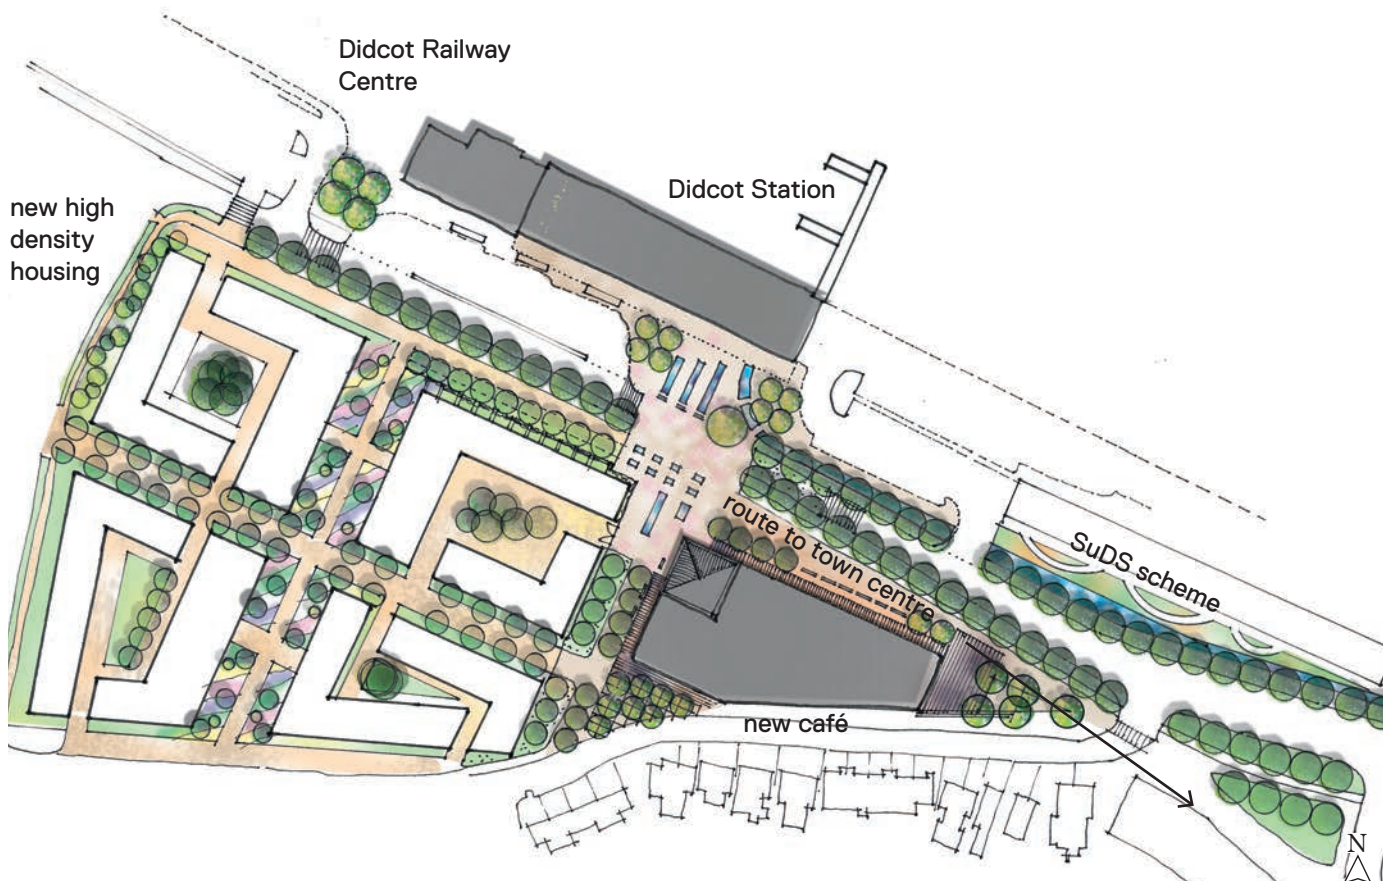 Didcot Railway
Centre
Didcot Station
new high
density
housing
route to town centre
SuDS scheme
new café
N